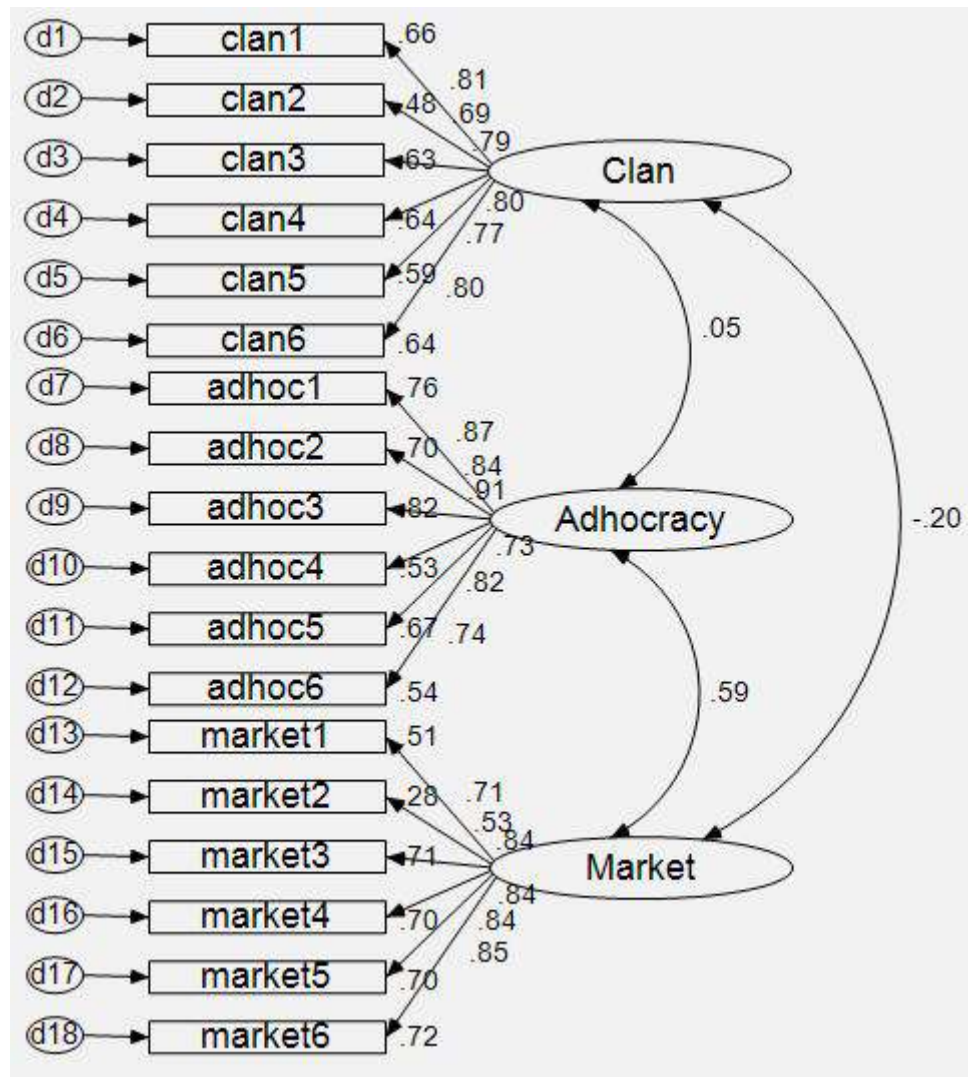 d1 clan1 .66
.81
d2 clan2 .48
.69
.79
d3 clan3 .63
Clan
.80
d4 clan4 .64
.77
d5 clan5 .59
.80
d6 clan6 .64
.05
d7 adhoc1 .76
.87
d8 adhoc2 .70
.84
.91
d9 adhoc3 .82
Adhocracy
-.20
.73
d10 adhoc4 .53
.82
d11 adhoc5 .67
.74
d12 adhoc6 .54
.59
d13 market1 .51
d14 market2 .28
.71
.53
.84
d15 market3 .71
Market
.84
d16 market4 .70
.84
.85
d17 market5 .70
d18 market6 .72